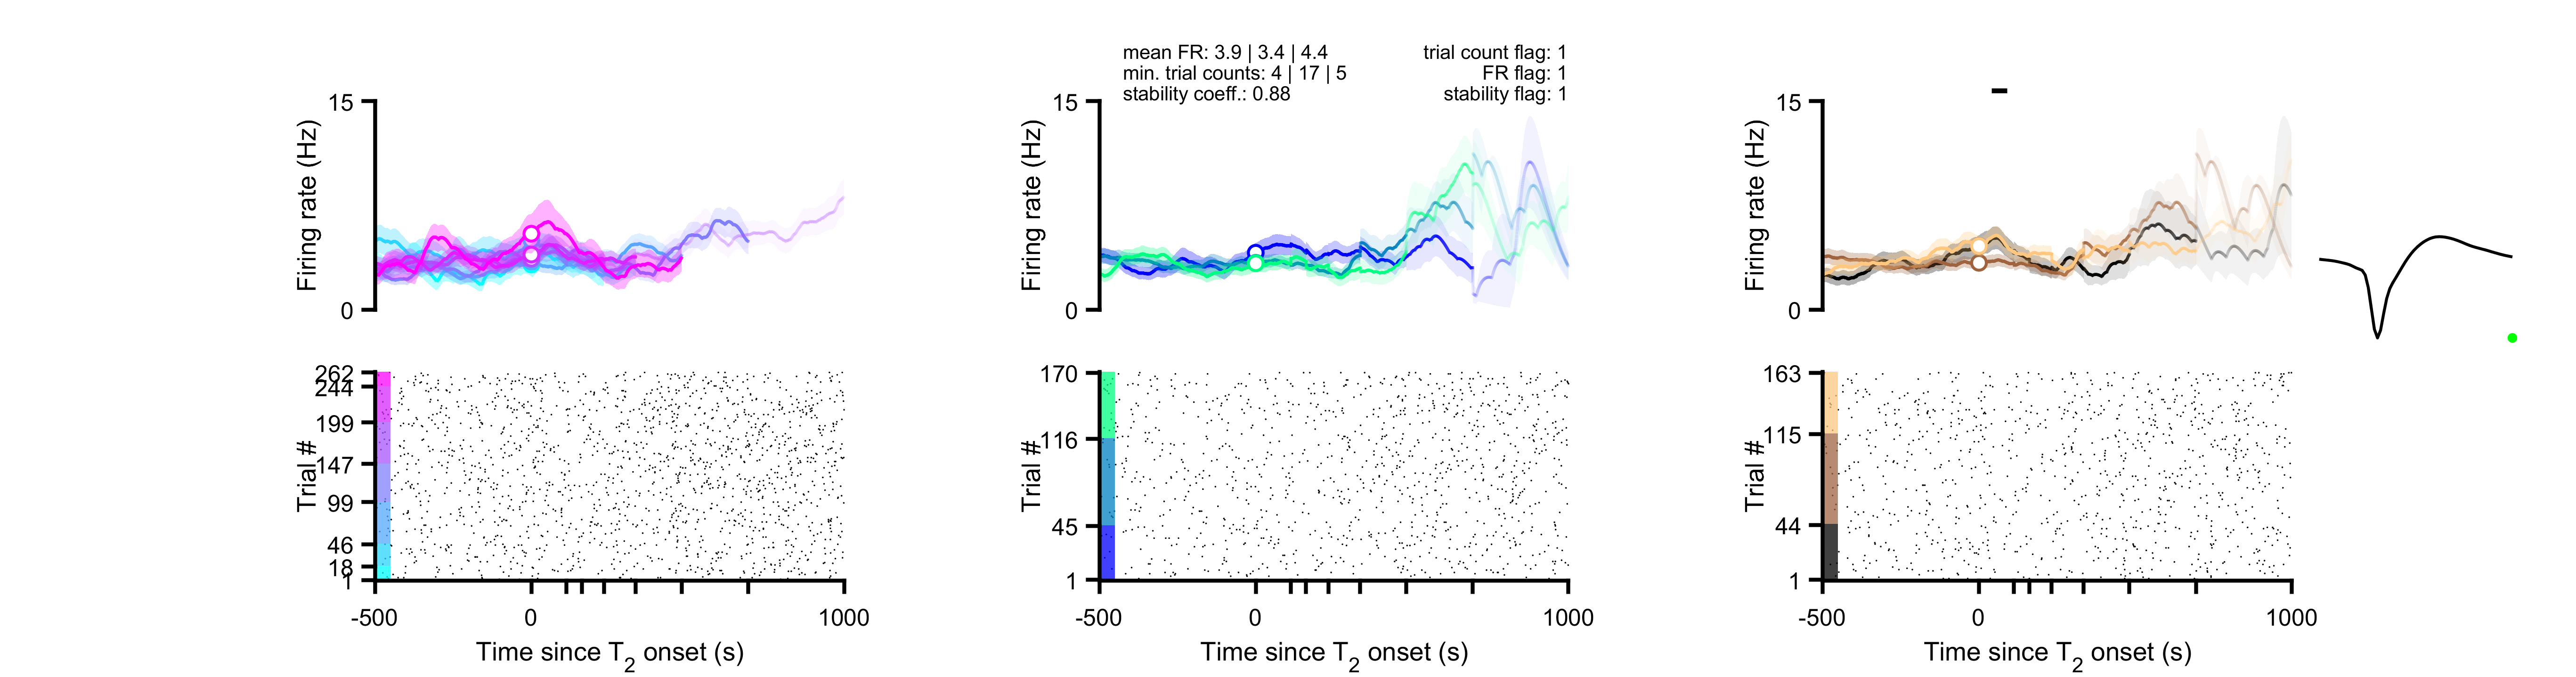 mean FR: 3.9 | 3.4 | 4.4
min. trial counts: 4 | 17 | 5
stability coeff.: 0.88
trial count flag: 1
FR flag: 1
stability flag: 1
15
Firing rate (Hz)
0
15
Firing rate (Hz)
0
15
Firing rate (Hz)
0
262
244
199
147
99
46
18
1
Trial #
-500
0
1000
Time since T2 onset (s)
170
116
45
1
Trial #
-500
0
1000
Time since T2 onset (s)
163
115
44
1
Trial #
-500
0
1000
Time since T2 onset (s)